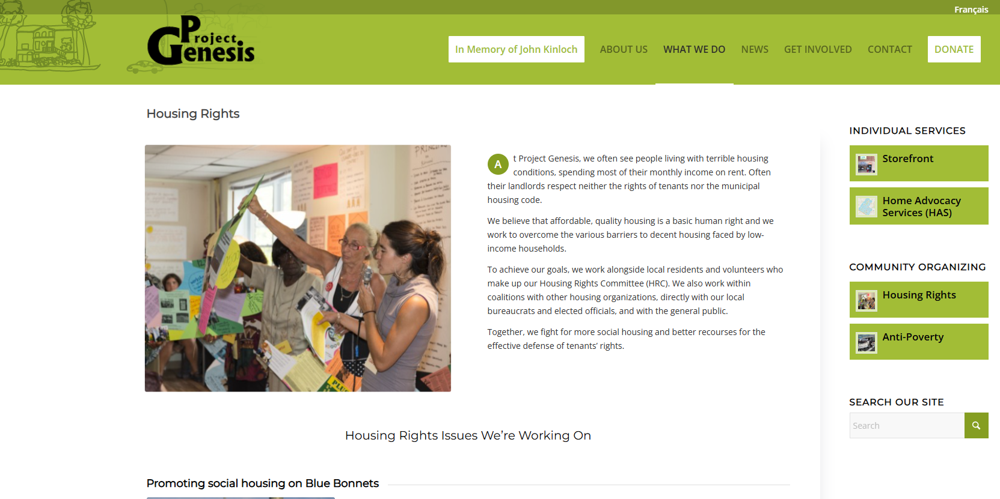 Français
Project
Genesis
In Memory of John Kinloch
ABOUT US
WHAT WE DO
NEWS
GET INVOLVED
CONTACT
DONATE
Housing Rights
At Project Genesis, we often see people living with terrible housing
conditions, spending most of their monthly income on rent. Often
their landlords respect neither the rights of tenants nor the municipal
housing code.
We believe that affordable, quality housing is a basic human right and we
work to overcome the various barriers to decent housing faced by low-
income households.
To achieve our goals, we work alongside local residents and volunteers who
make up our Housing Rights Committee (HRC). We also work within
coalitions with other housing organizations, directly with our local
bureaucrats and elected officials, and with the general public.
Together, we fight for more social housing and better recourses for the
effective defense of tenants’ rights.
Housing Rights Issues We’re Working On
Promoting social housing on Blue Bonnets
INDIVIDUAL SERVICES
Storefront
Home Advocacy
Services (HAS)
COMMUNITY ORGANIZING
Housing Rights
Anti-Poverty
SEARCH OUR SITE
Search